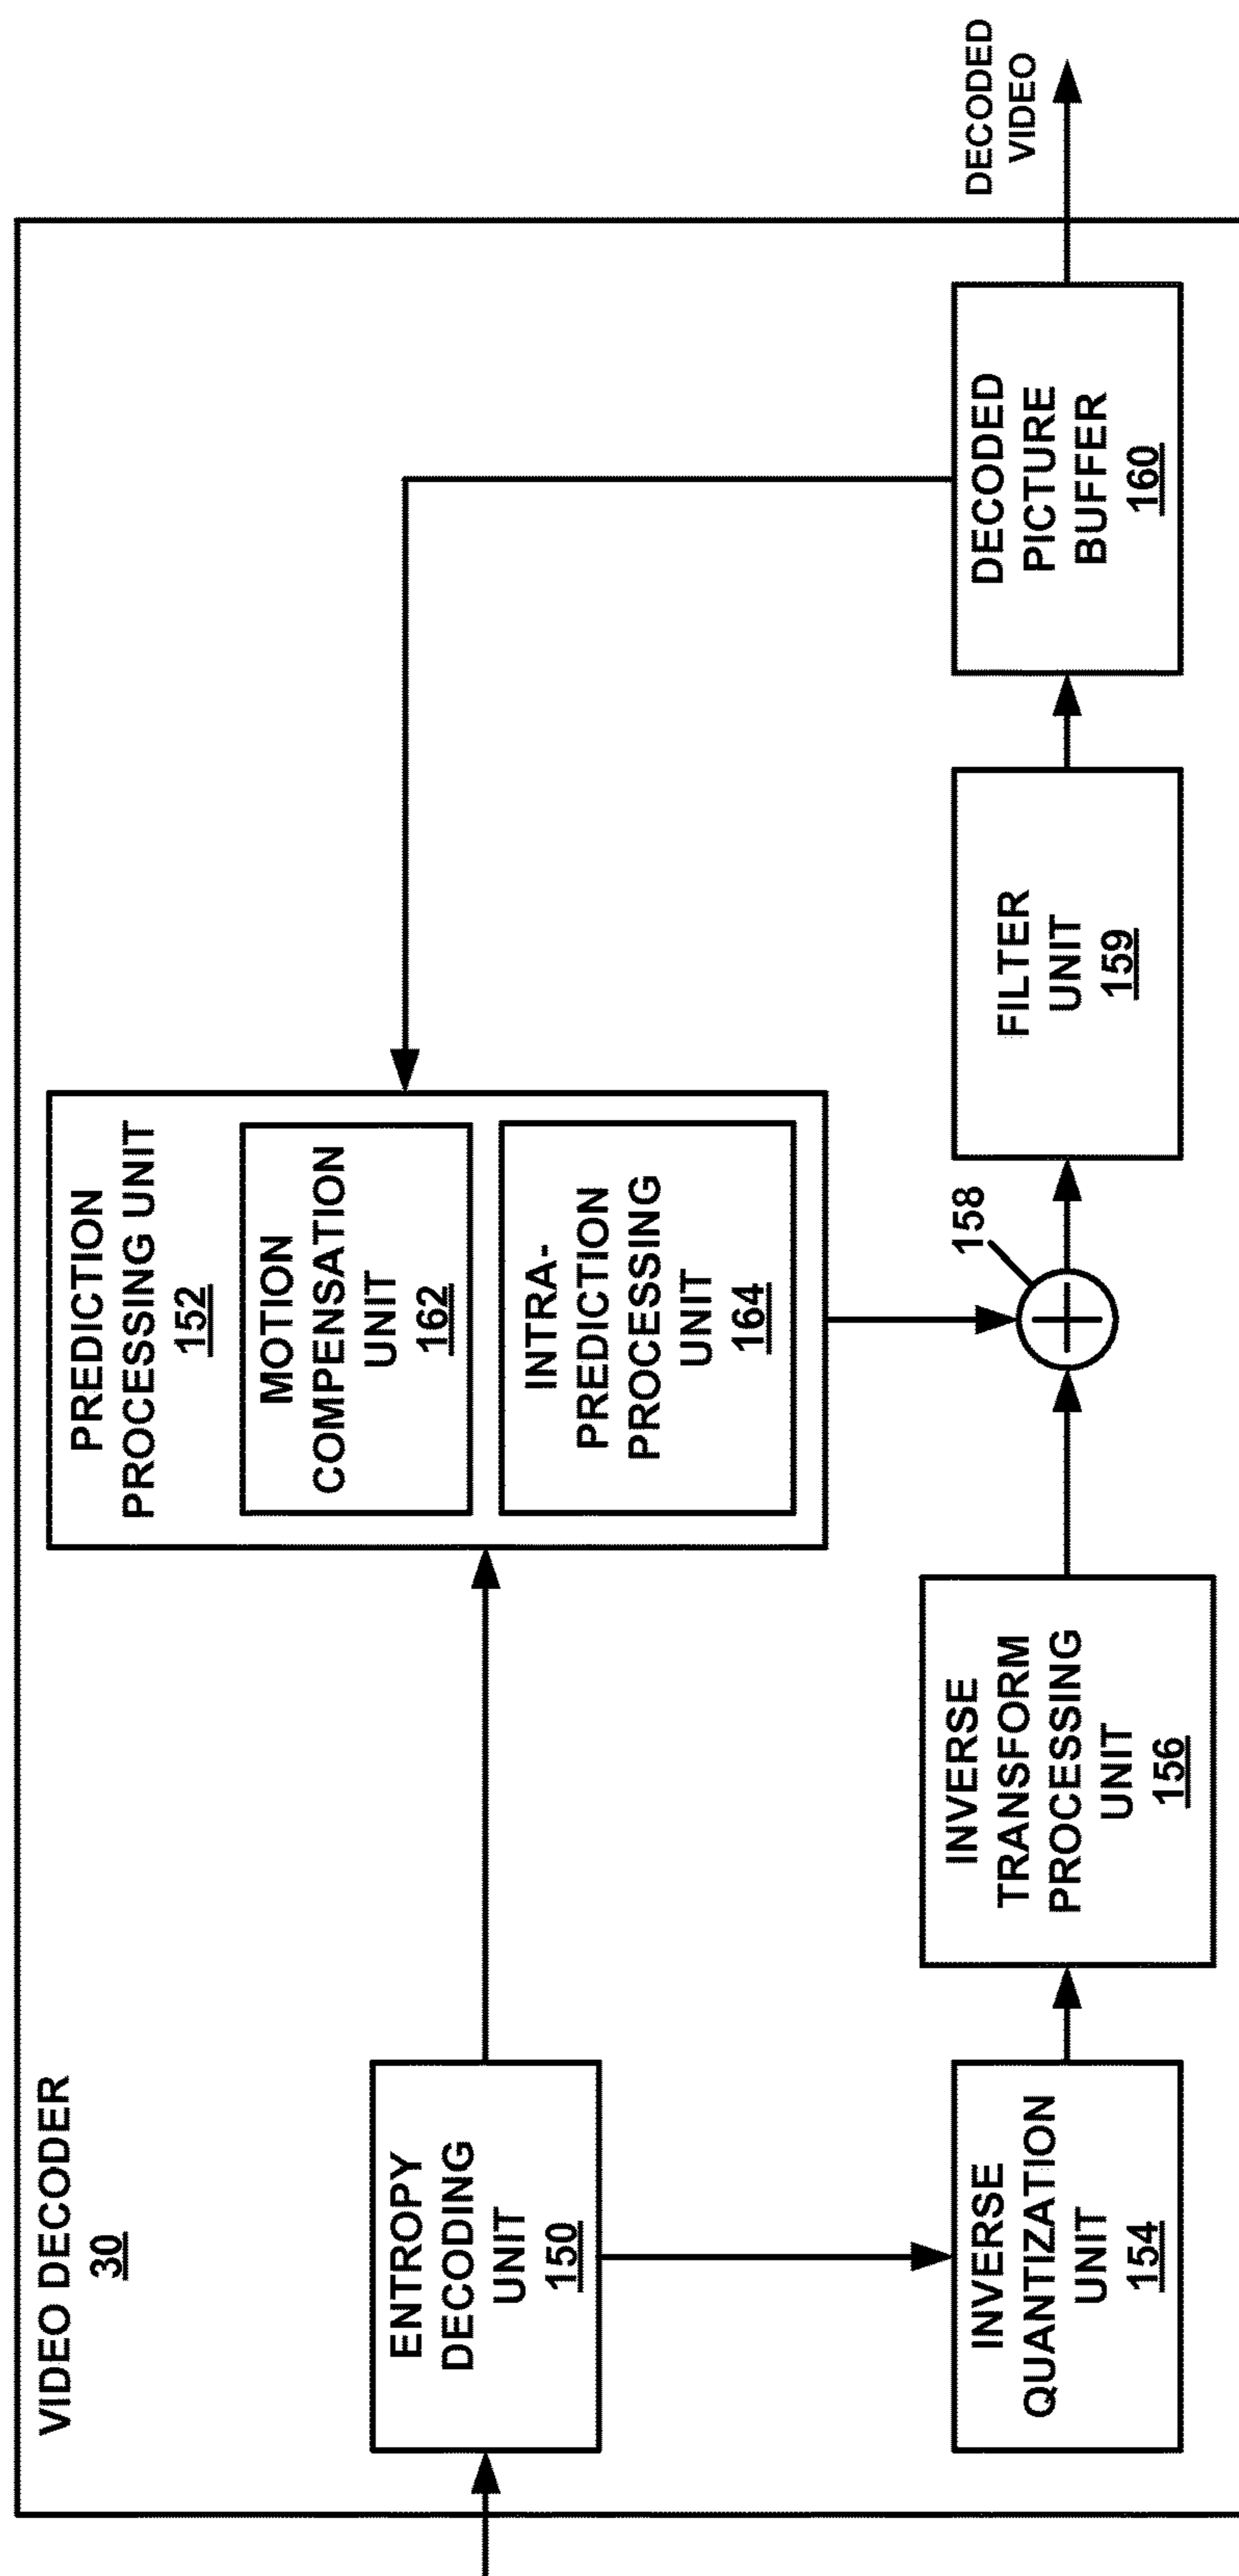 VIDEO DECODER
30
ENTROPY
DECODING
UNIT
150
PREDICTION
PROCESSING UNIT
152
MOTION
COMPENSATION
UNIT
162
INTRA-
PREDICTION
PROCESSING
UNIT
164
INVERSE
QUANTIZATION
UNIT
154
INVERSE
TRANSFORM
PROCESSING
UNIT
156
158
FILTER
UNIT
159
DECODED
PICTURE
BUFFER
160
DECODED
VIDEO